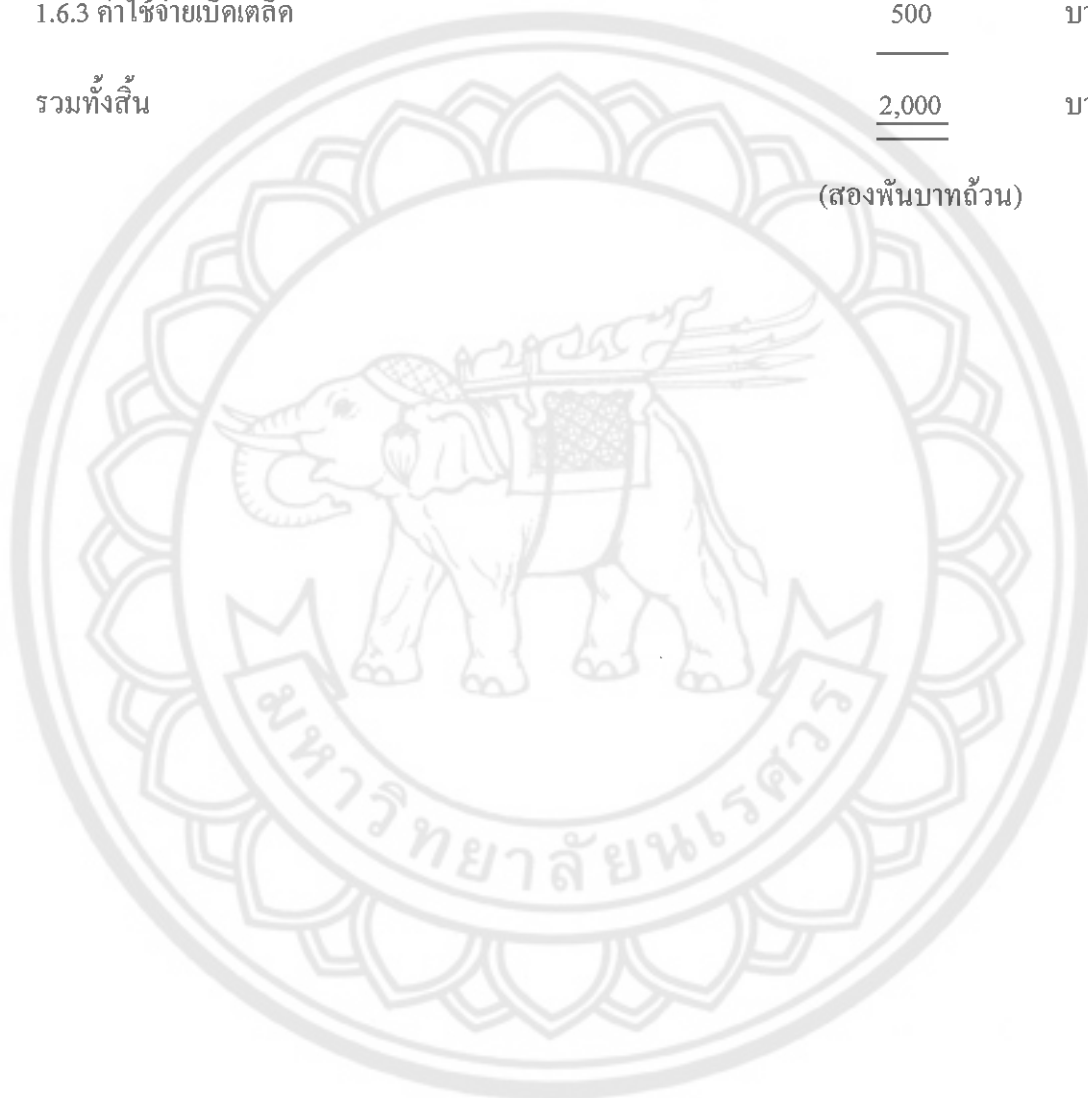 1.6.3 ค่าใช้จ่ายเบ็ดเตล็ด 500
รวมทั้งสิ้น 2,000
(สองพันบาทถ้วน)
มหาวิทยาลัยนเรศวร